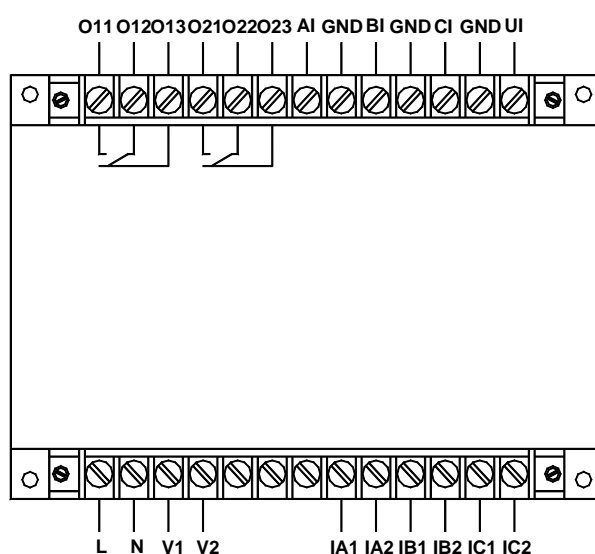 O11 O12 O13 O21 O22 O23 AI GND BI GND CI GND UI
L N V1 V2 IA1 IA2 IB1 IB2 IC1 IC2